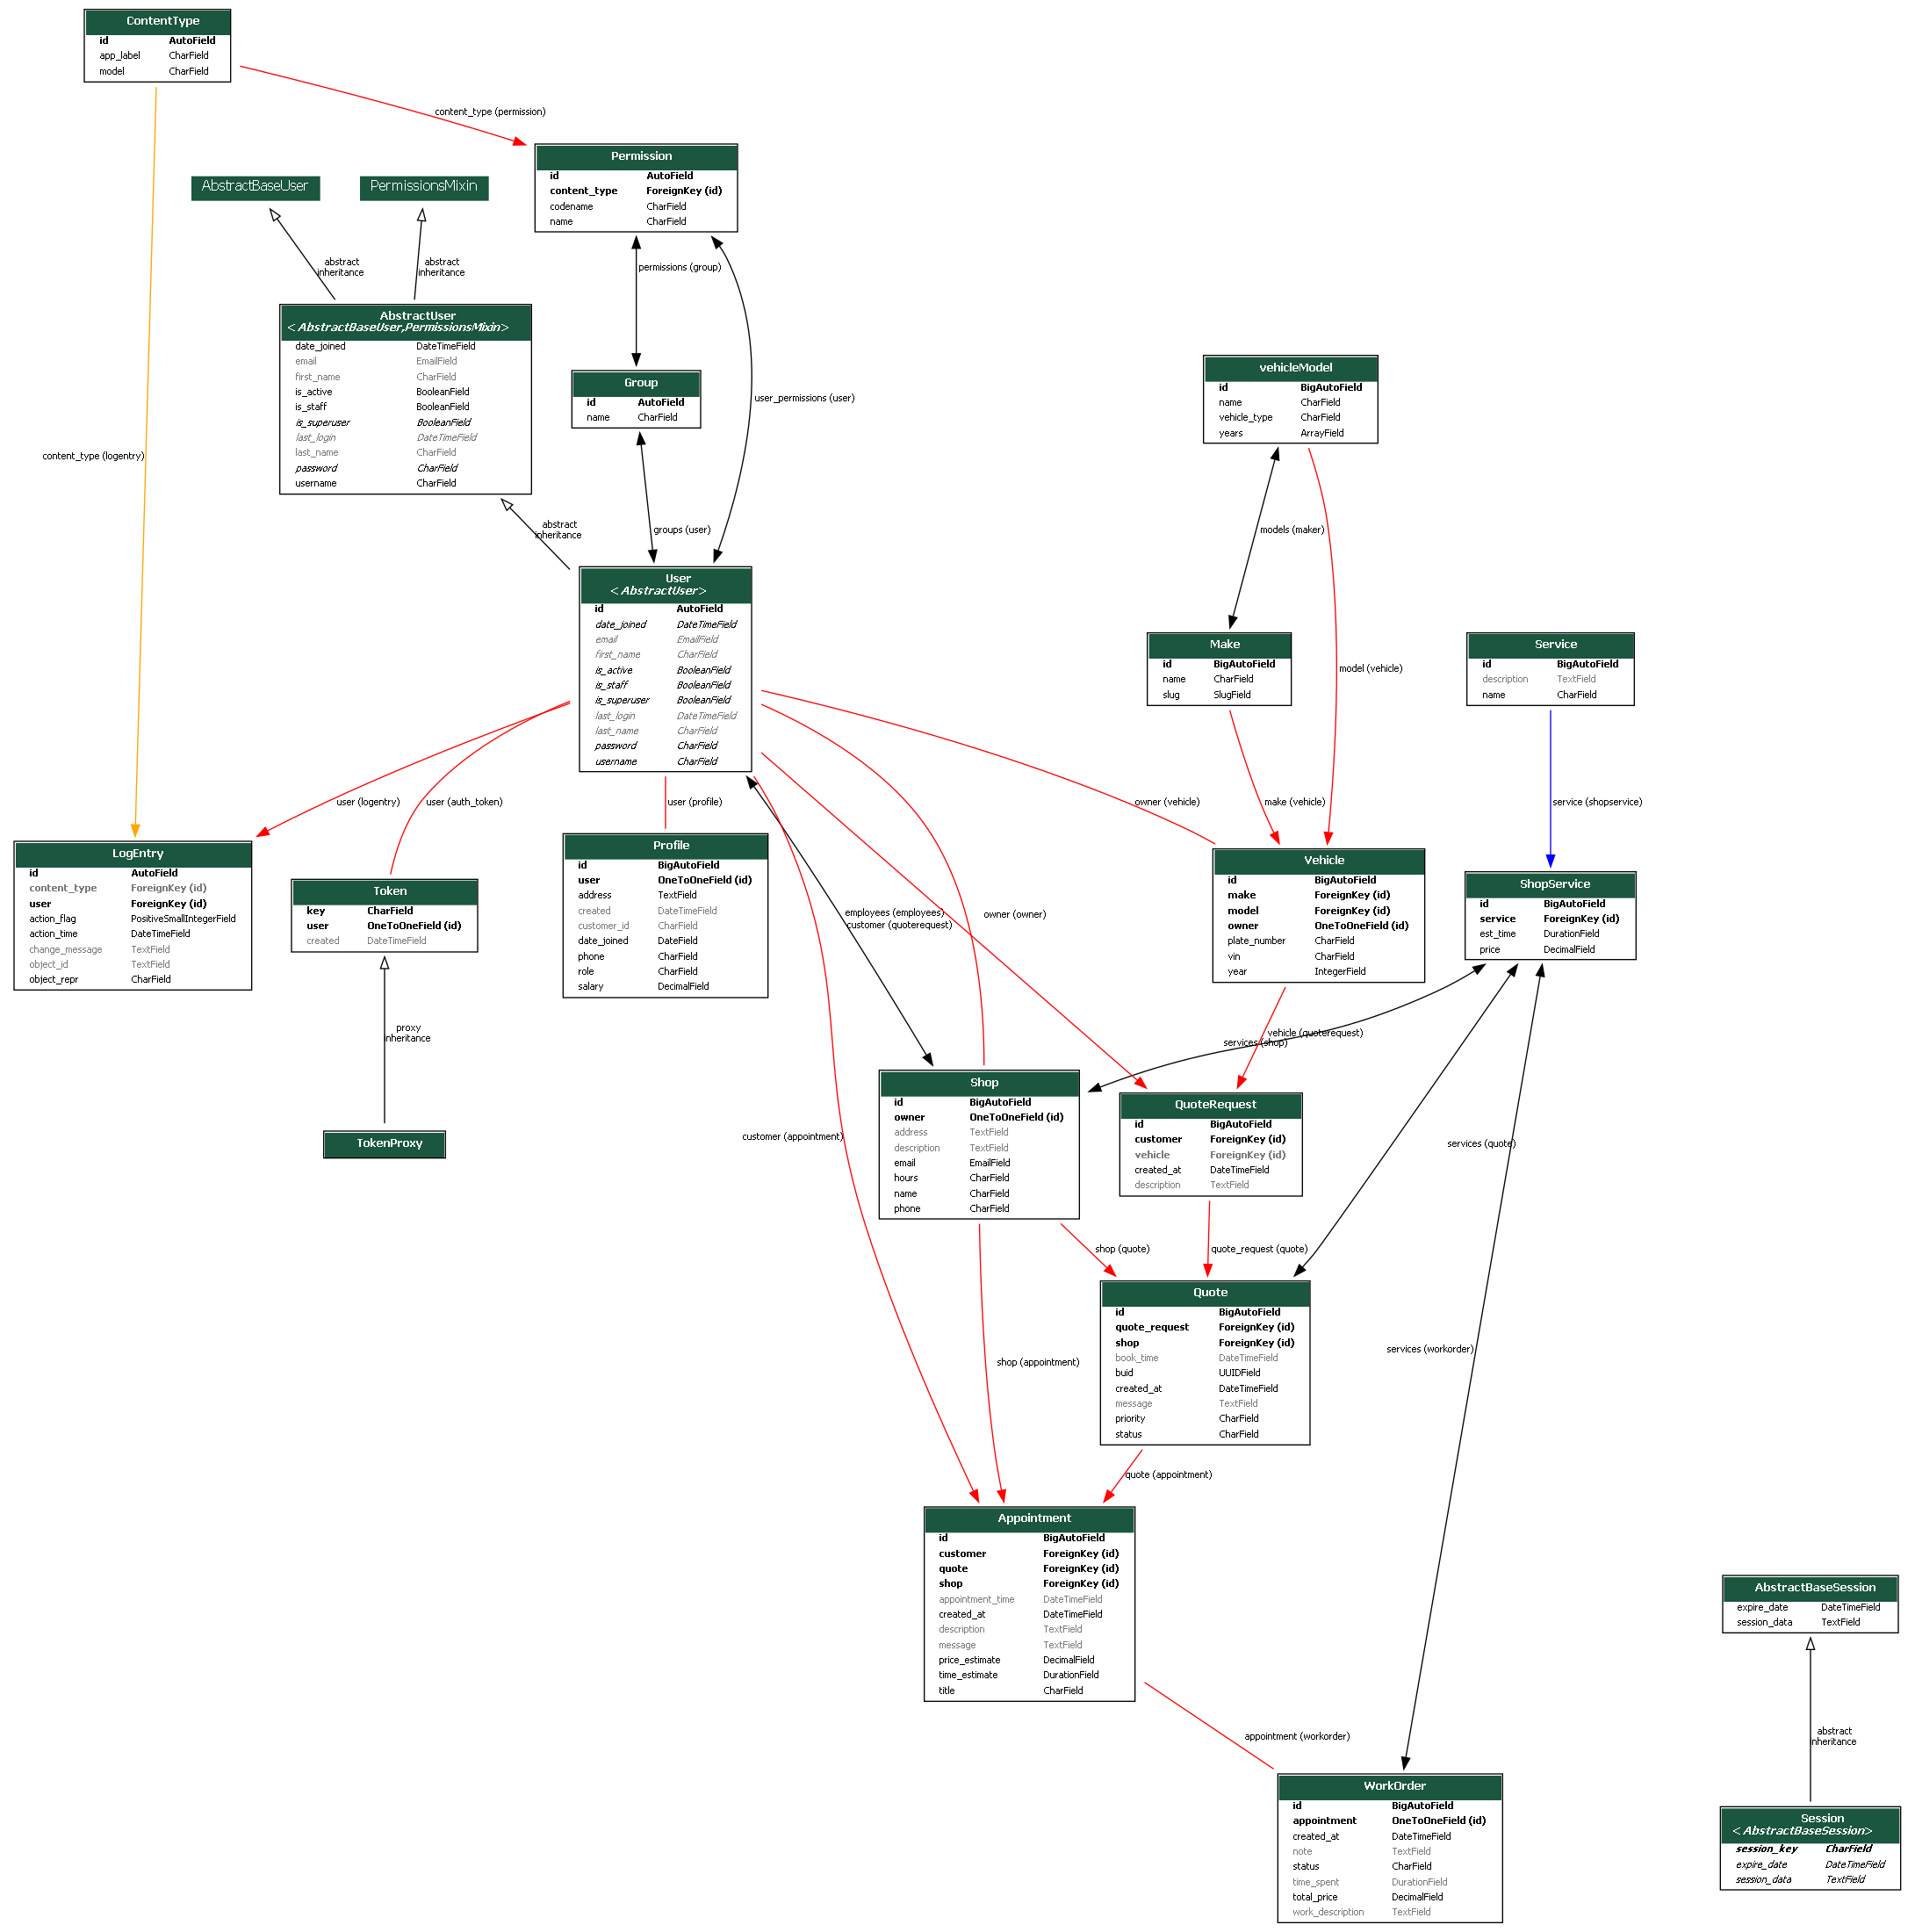 ContentType
id AutoField
app_label CharField
model CharField
content_type (permission)
Permission
id AutoField
content_type ForeignKey (id)
codename CharField
name CharField
AbstractBaseUser
PermissionsMixin
abstract
inheritance
abstract
inheritance
permissions (group)
AbstractUser
<AbstractBaseUser,PermissionsMixin>
date_joined DateTimeField
email EmailField
first_name CharField
is_active BooleanField
is_staff BooleanField
is_superuser BooleanField
last_login DateTimeField
last_name CharField
password CharField
username CharField
Group
id AutoField
name CharField
user_permissions (user)
vehicleModel
id BigAutoField
name CharField
vehicle_type CharField
years ArrayField
content_type (logentry)
abstract
inheritance
groups (user)
models (maker)
User
<AbstractUser>
id AutoField
date_joined DateTimeField
email EmailField
first_name CharField
is_active BooleanField
is_staff BooleanField
is_superuser BooleanField
last_login DateTimeField
last_name CharField
password CharField
username CharField
Make
id BigAutoField
name CharField
slug SlugField
model (vehicle)
Service
id BigAutoField
description TextField
name CharField
user (logentry)
user (auth_token)
user (profile)
owner (vehicle)
make (vehicle)
service (shopservice)
LogEntry
id AutoField
content_type ForeignKey (id)
user ForeignKey (id)
action_flag PositiveSmallIntegerField
action_time DateTimeField
change_message TextField
object_id TextField
object_repr CharField
Token
key CharField
user OneToOneField (id)
created DateTimeField
Profile
id BigAutoField
user OneToOneField (id)
address TextField
created DateTimeField
customer_id CharField
date_joined DateField
phone CharField
role CharField
salary DecimalField
employees (employees)
customer (quoterequest)
owner (owner)
Vehicle
id BigAutoField
make ForeignKey (id)
model ForeignKey (id)
owner OneToOneField (id)
plate_number CharField
vin CharField
year IntegerField
ShopService
id BigAutoField
service ForeignKey (id)
est_time DurationField
price DecimalField
proxy
inheritance
vehicle (quoterequest)
services (shop)
TokenProxy
customer (appointment)
Shop
id BigAutoField
owner OneToOneField (id)
address TextField
description TextField
email EmailField
hours CharField
name CharField
phone CharField
QuoteRequest
id BigAutoField
customer ForeignKey (id)
vehicle ForeignKey (id)
created_at DateTimeField
description TextField
services (quote)
shop (quote)
quote_request (quote)
Quote
id BigAutoField
quote_request ForeignKey (id)
shop ForeignKey (id)
book_time DateTimeField
buid UUIDField
created_at DateTimeField
message TextField
priority CharField
status CharField
shop (appointment)
services (workorder)
quote (appointment)
Appointment
id BigAutoField
customer ForeignKey (id)
quote ForeignKey (id)
shop ForeignKey (id)
appointment_time DateTimeField
created_at DateTimeField
description TextField
message TextField
price_estimate DecimalField
time_estimate DurationField
title CharField
AbstractBaseSession
expire_date DateTimeField
session_data TextField
appointment (workorder)
abstract
inheritance
WorkOrder
id BigAutoField
appointment OneToOneField (id)
created_at DateTimeField
note TextField
status CharField
time_spent DurationField
total_price DecimalField
work_description TextField
Session
<AbstractBaseSession>
session_key CharField
expire_date DateTimeField
session_data TextField